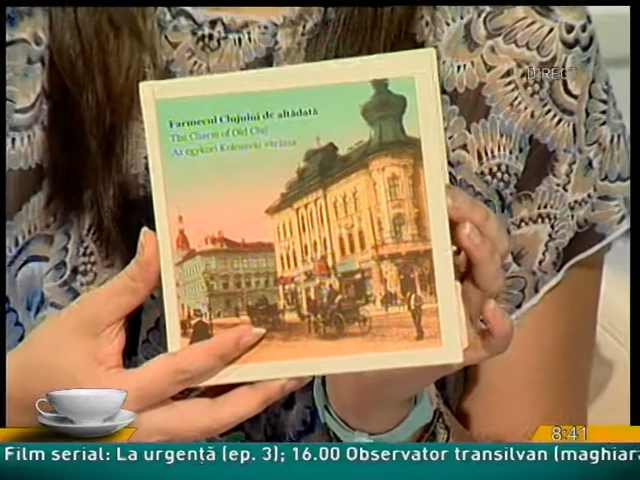 DIRECT
Farmecul Clujului de altădată
The Charm of Old Cluj
Az egykori Kolozsvár varázsa
8:41
Film serial: La urgență (ep. 3); 16.00 Observator transilvan (maghiara